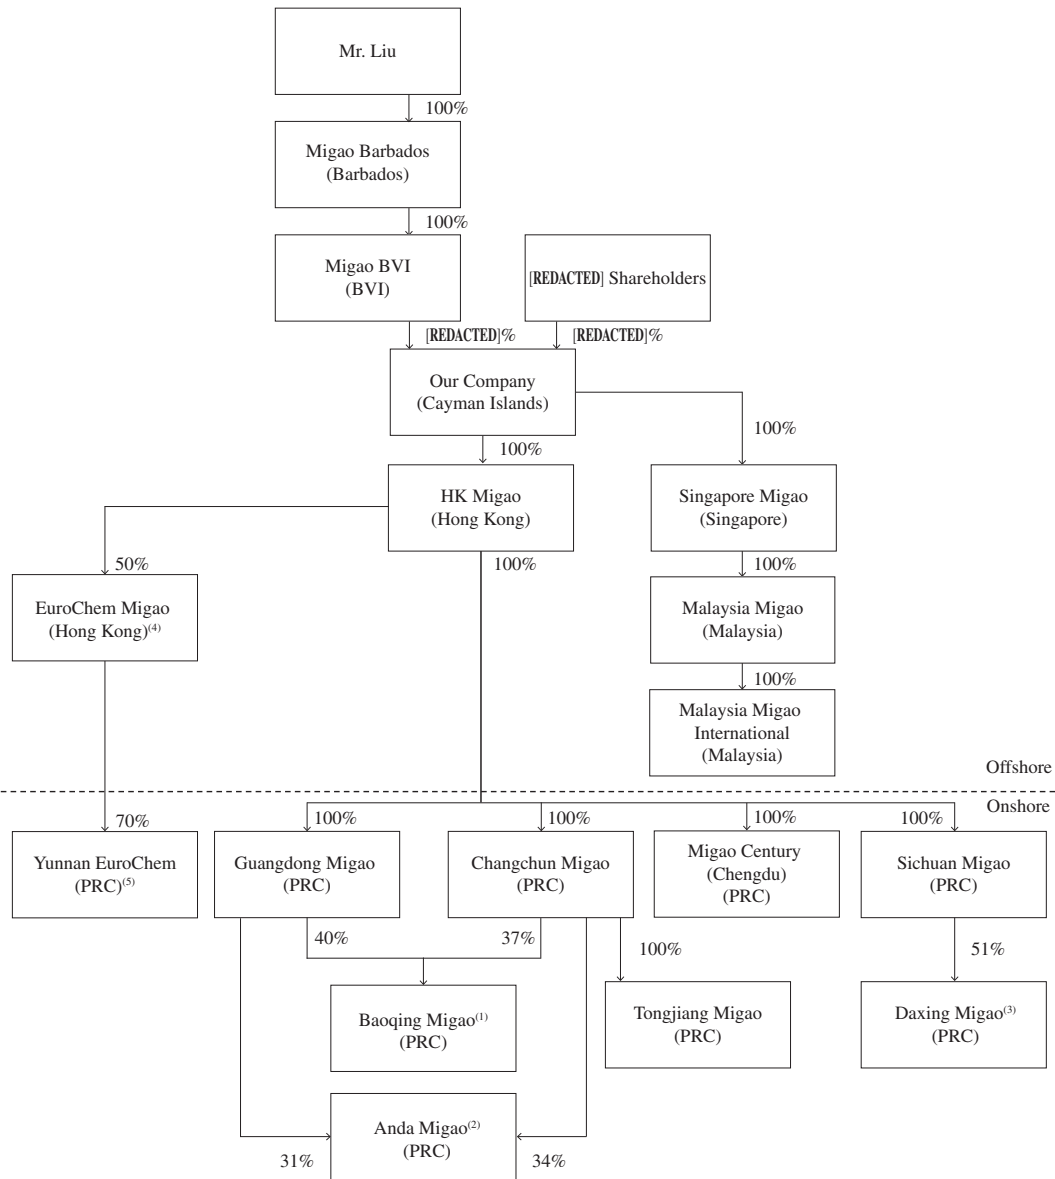 Mr. Liu
100%
Migao Barbados
(Barbados)
100%
Migao BVI
(BVI)
[REDACTED] Shareholders
[REDACTED]%
[REDACTED]%
Our Company
(Cayman Islands)
100%
100%
HK Migao
(Hong Kong)
Singapore Migao
(Singapore)
50%
100%
100%
EuroChem Migao
(Hong Kong)(4)
Malaysia Migao
(Malaysia)
100%
Malaysia Migao
International
(Malaysia)
Offshore
Onshore
70%
100%
100%
100%
100%
Yunnan EuroChem
(PRC)(5)
Guangdong Migao
(PRC)
Changchun Migao
(PRC)
Migao Century
(Chengdu)
(PRC)
Sichuan Migao
(PRC)
40%
37%
100%
51%
Baoqing Migao(1)
(PRC)
Tongjiang Migao
(PRC)
Daxing Migao(3)
(PRC)
Anda Migao(2)
(PRC)
31%
34%